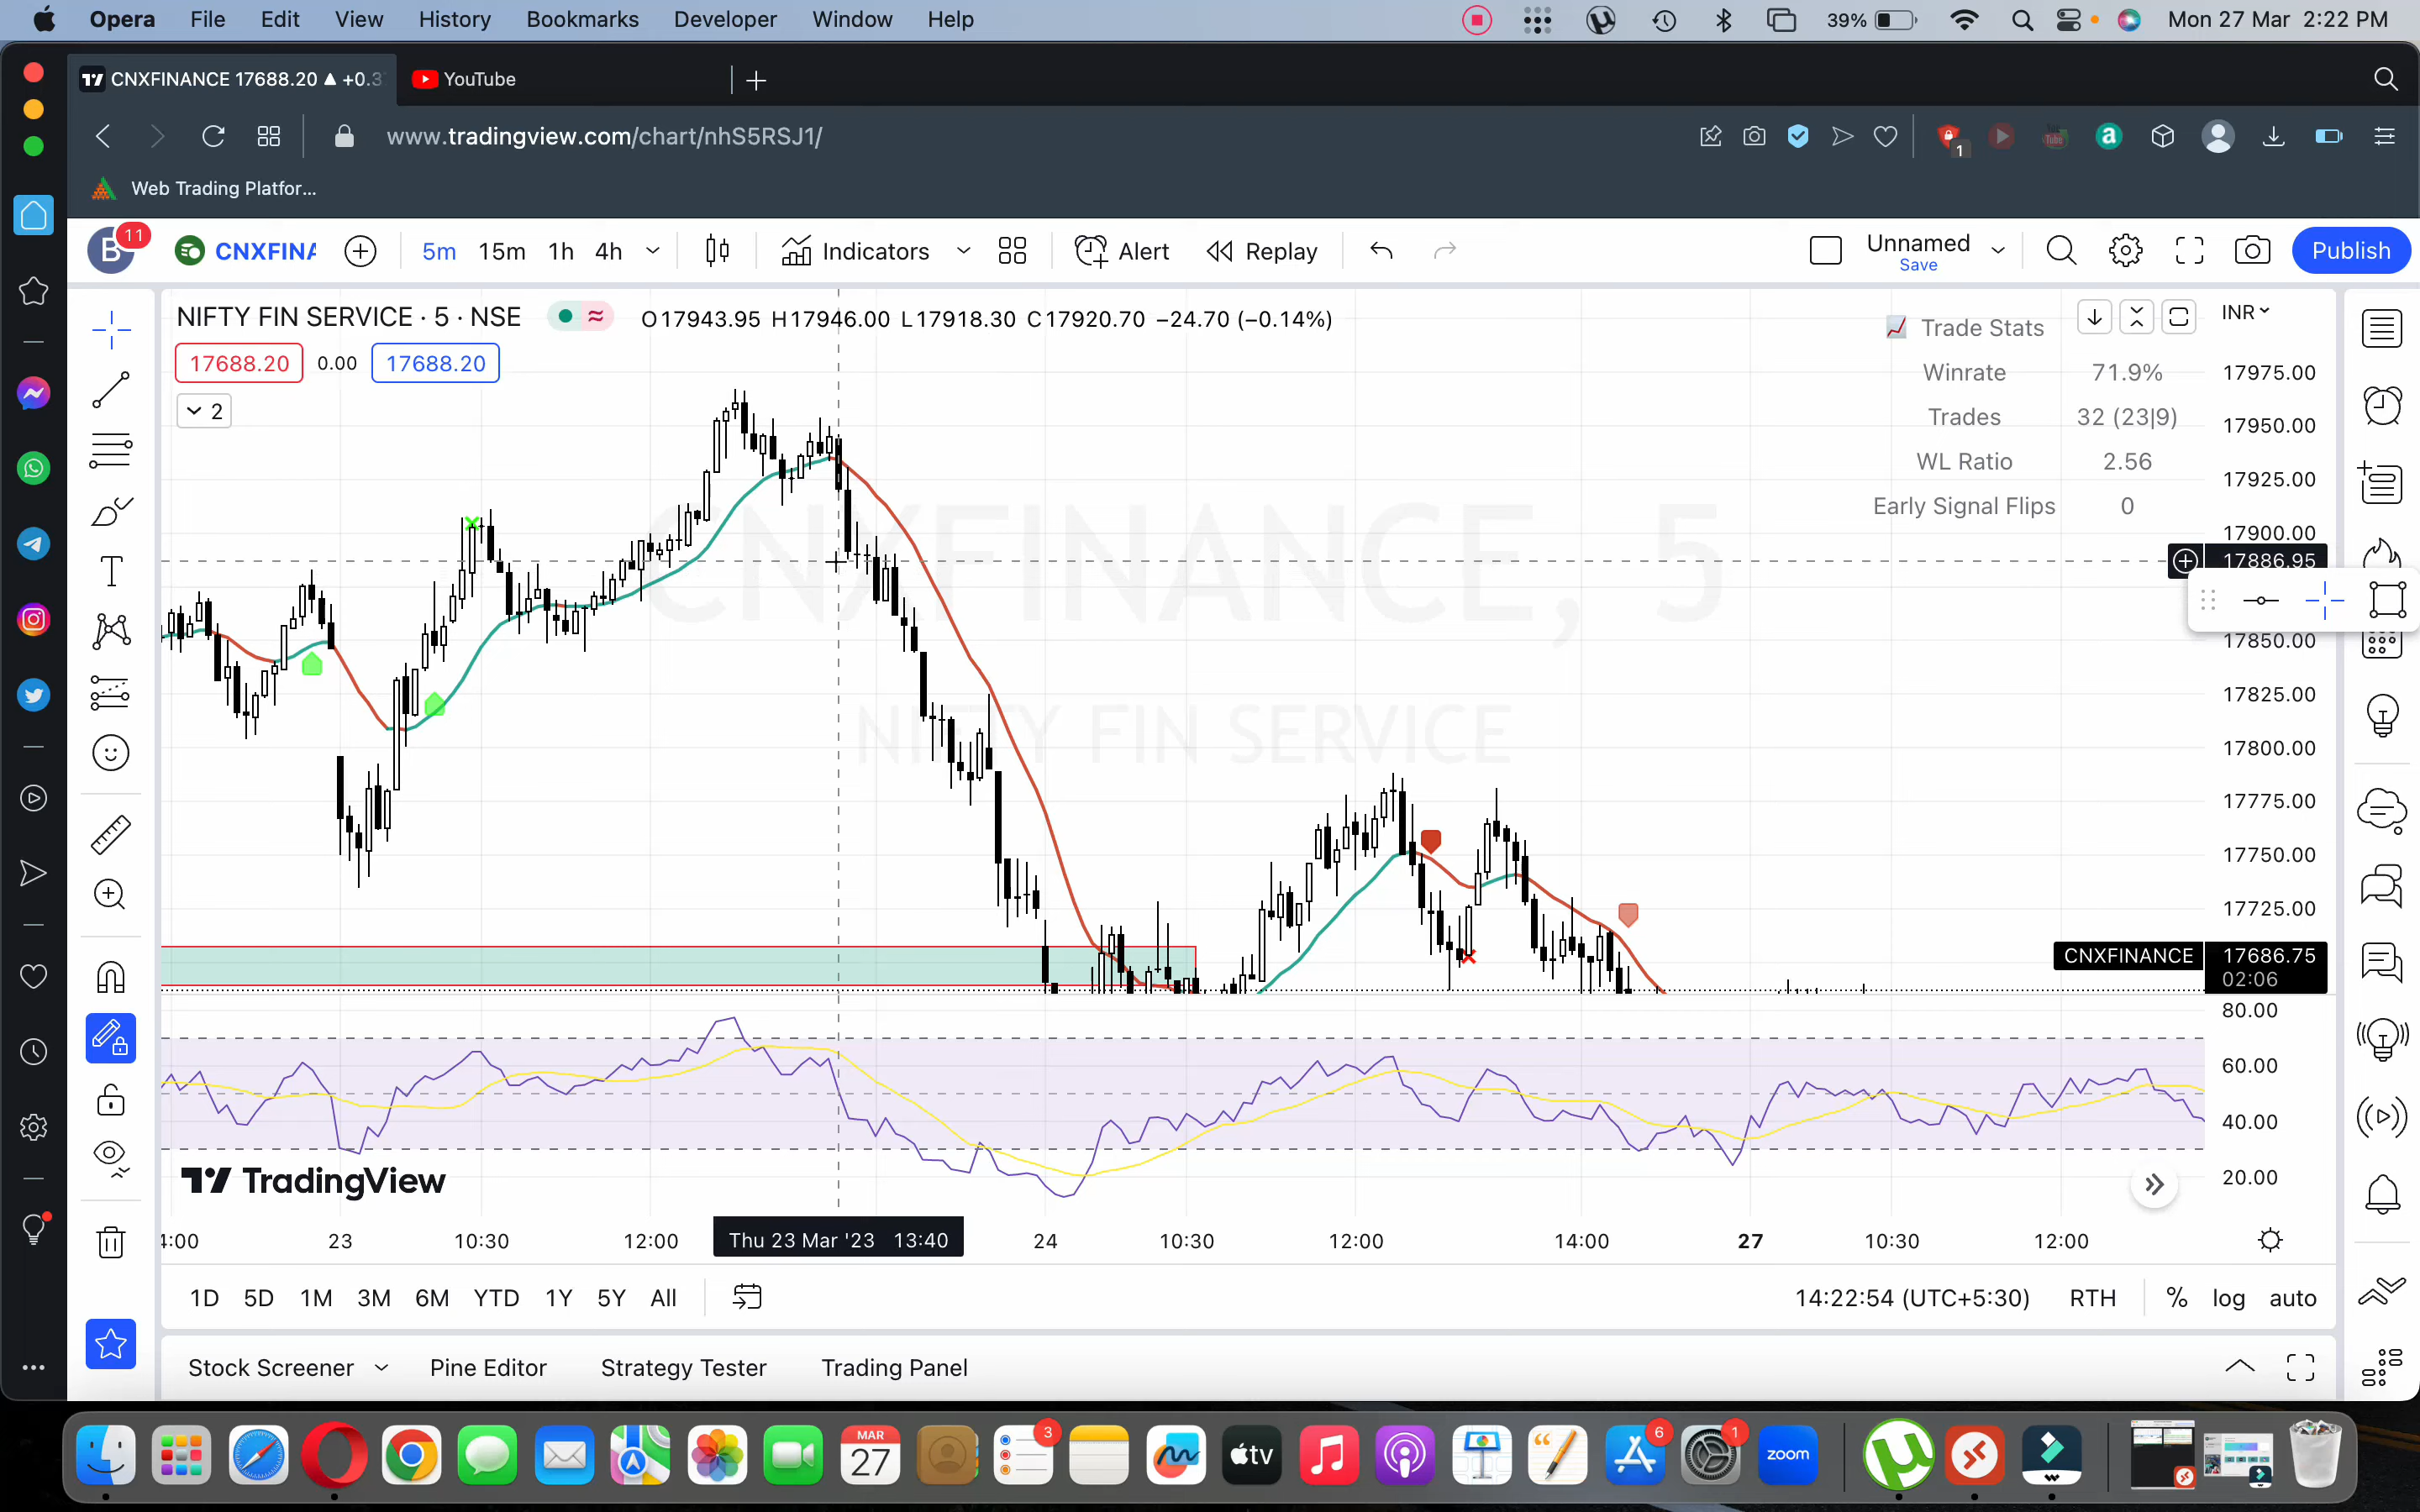 Opera File Edit View History Bookmarks Developer Window Help 39% Mon 27 Mar 2:22 PM
CNXFINANCE 17688.20 ▲ +0.3 YouTube
www.tradingview.com/chart/nhS5RSJ1/
1
Web Trading Platfor...
B 11 CNXFINA 5m 15m 1h 4h Indicators Alert Replay Unnamed Save Publish
NIFTY FIN SERVICE · 5 · NSE O17943.95 H17946.00 L17918.30 C17920.70 −24.70 (−0.14%)
INR
17688.20 0.00 17688.20
2
Trade Stats
Winrate 71.9%
Trades 32 (23|9)
WL Ratio 2.56
Early Signal Flips 0
CNXFINANCE, 5
NIFTY FIN SERVICE
17975.00
17950.00
17925.00
17900.00
17886.95
17850.00
17825.00
17800.00
17775.00
17750.00
17725.00
CNXFINANCE 17686.75
02:06
80.00
60.00
40.00
20.00
TradingView
4:00 23 10:30 12:00 Thu 23 Mar '23 13:40 24 10:30 12:00 14:00 27 10:30 12:00
1D 5D 1M 3M 6M YTD 1Y 5Y All 14:22:54 (UTC+5:30) RTH % log auto
Stock Screener Pine Editor Strategy Tester Trading Panel
MAR
27
3
tv
6
1
zoom